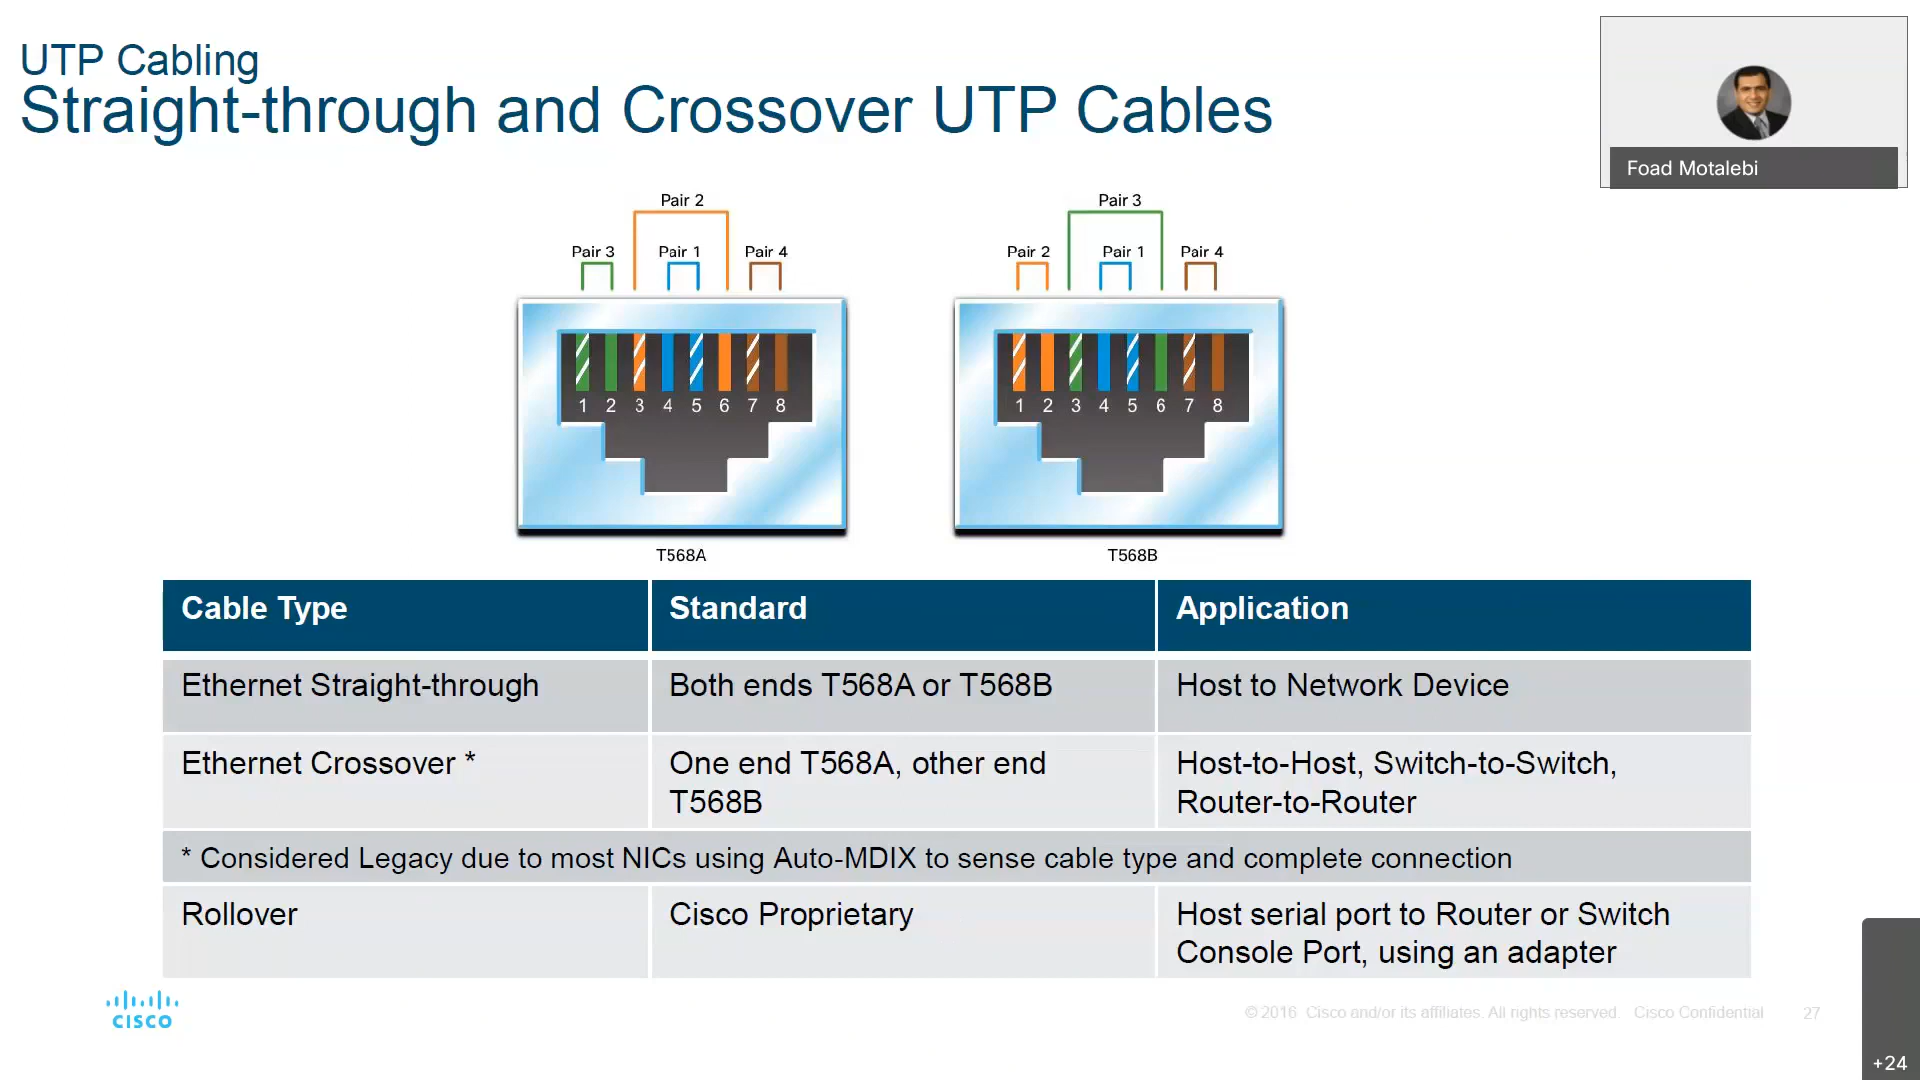 UTP Cabling
Straight-through and Crossover UTP Cables
Foad Motalebi
Pair 2
Pair 3 Pair 1 Pair 4
1 2 3 4 5 6 7 8
T568A
Pair 3
Pair 2 Pair 1 Pair 4
1 2 3 4 5 6 7 8
T568B
Cable Type Standard Application
Ethernet Straight-through Both ends T568A or T568B Host to Network Device
Ethernet Crossover * One end T568A, other end T568B Host-to-Host, Switch-to-Switch, Router-to-Router
* Considered Legacy due to most NICs using Auto-MDIX to sense cable type and complete connection
Rollover Cisco Proprietary Host serial port to Router or Switch Console Port, using an adapter
CISCO
© 2016 Cisco and/or its affiliates. All rights reserved. Cisco Confidential 27
+24